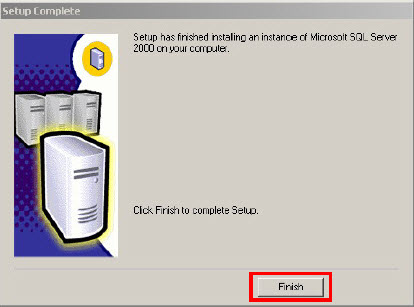 Setup Complete
Setup has finished installing an instance of Microsoft SQL Server
2000 on your computer.
Click Finish to complete Setup.
Finish